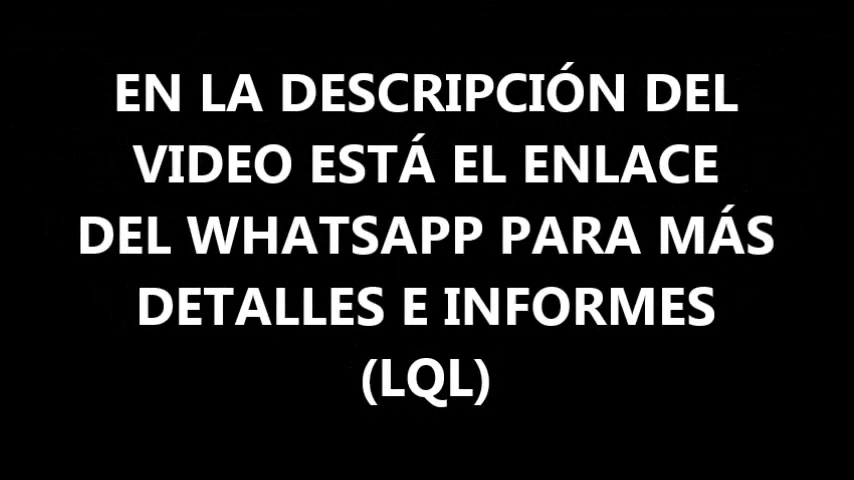 EN LA DESCRIPCIÓN DEL
VIDEO ESTÁ EL ENLACE
DEL WHATSAPP PARA MÁS
DETALLES E INFORMES
(LQL)